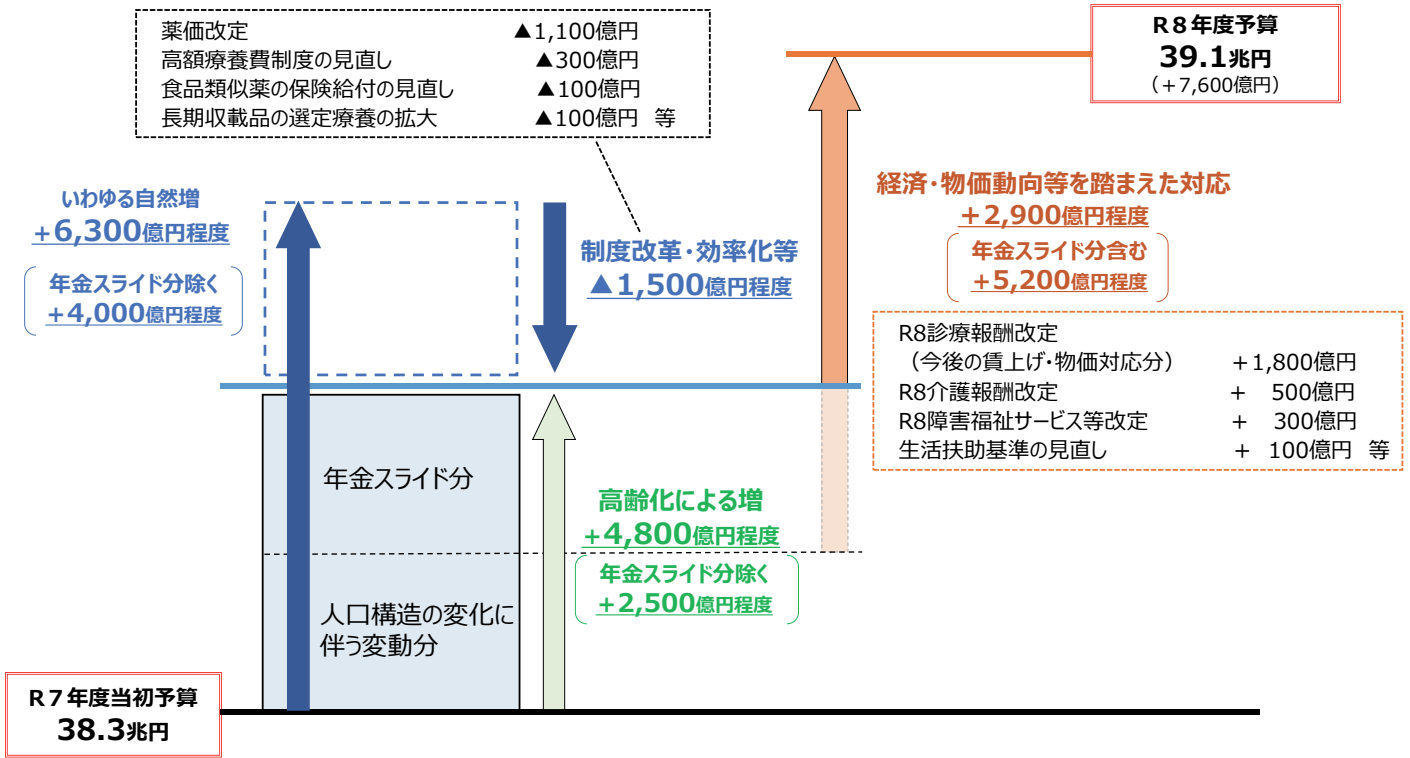 薬価改定 ▲1,100億円
高額療養費制度の見直し ▲300億円
食品類似薬の保険給付の見直し ▲100億円
長期収載品の選定療養の拡大 ▲100億円 等
R8年度予算
39.1兆円
(+7,600億円)
いわゆる自然増
+6,300億円程度
年金スライド分除く
+4,000億円程度
制度改革・効率化等
▲1,500億円程度
経済・物価動向等を踏まえた対応
+2,900億円程度
年金スライド分含む
+5,200億円程度
R8診療報酬改定
(今後の賃上げ・物価対応分) +1,800億円
R8介護報酬改定 + 500億円
R8障害福祉サービス等改定 + 300億円
生活扶助基準の見直し + 100億円 等
年金スライド分
高齢化による増
+4,800億円程度
年金スライド分除く
+2,500億円程度
人口構造の変化に
伴う変動分
R7年度当初予算
38.3兆円